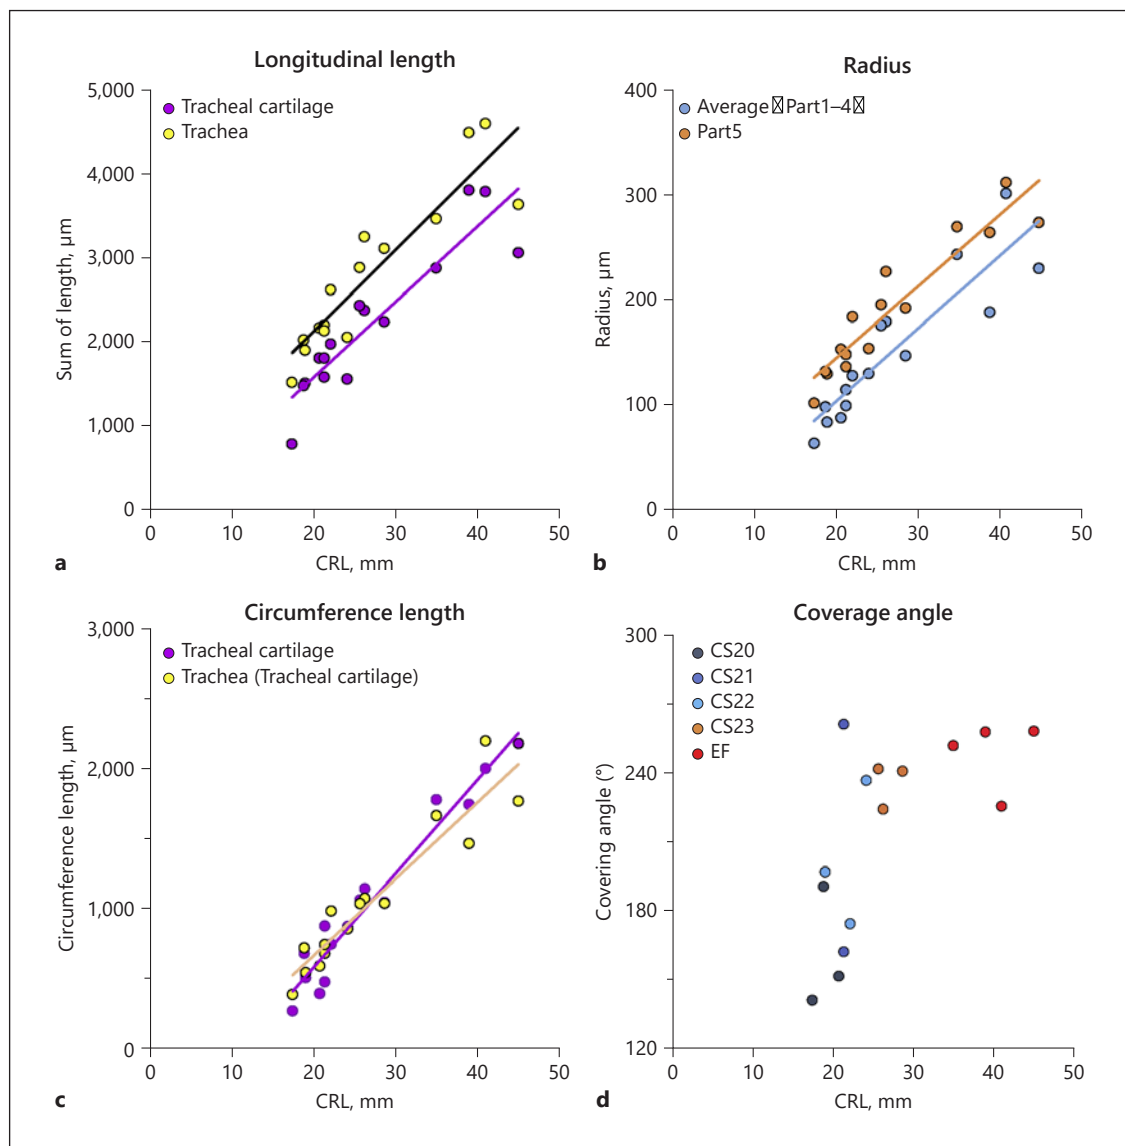 Longitudinal length
5,000
4,000
3,000
2,000
1,000
0
Sum of length, µm
Tracheal cartilage
Trachea
0 10 20 30 40 50
CRL, mm
a
Radius
400
300
200
100
0
Radius, µm
Average Part1–4
Part5
0 10 20 30 40 50
CRL, mm
b
Circumference length
3,000
2,000
1,000
0
Circumference length, µm
Tracheal cartilage
Trachea (Tracheal cartilage)
0 10 20 30 40 50
CRL, mm
c
Coverage angle
300
240
180
120
Covering angle (°)
CS20
CS21
CS22
CS23
EF
0 10 20 30 40 50
CRL, mm
d